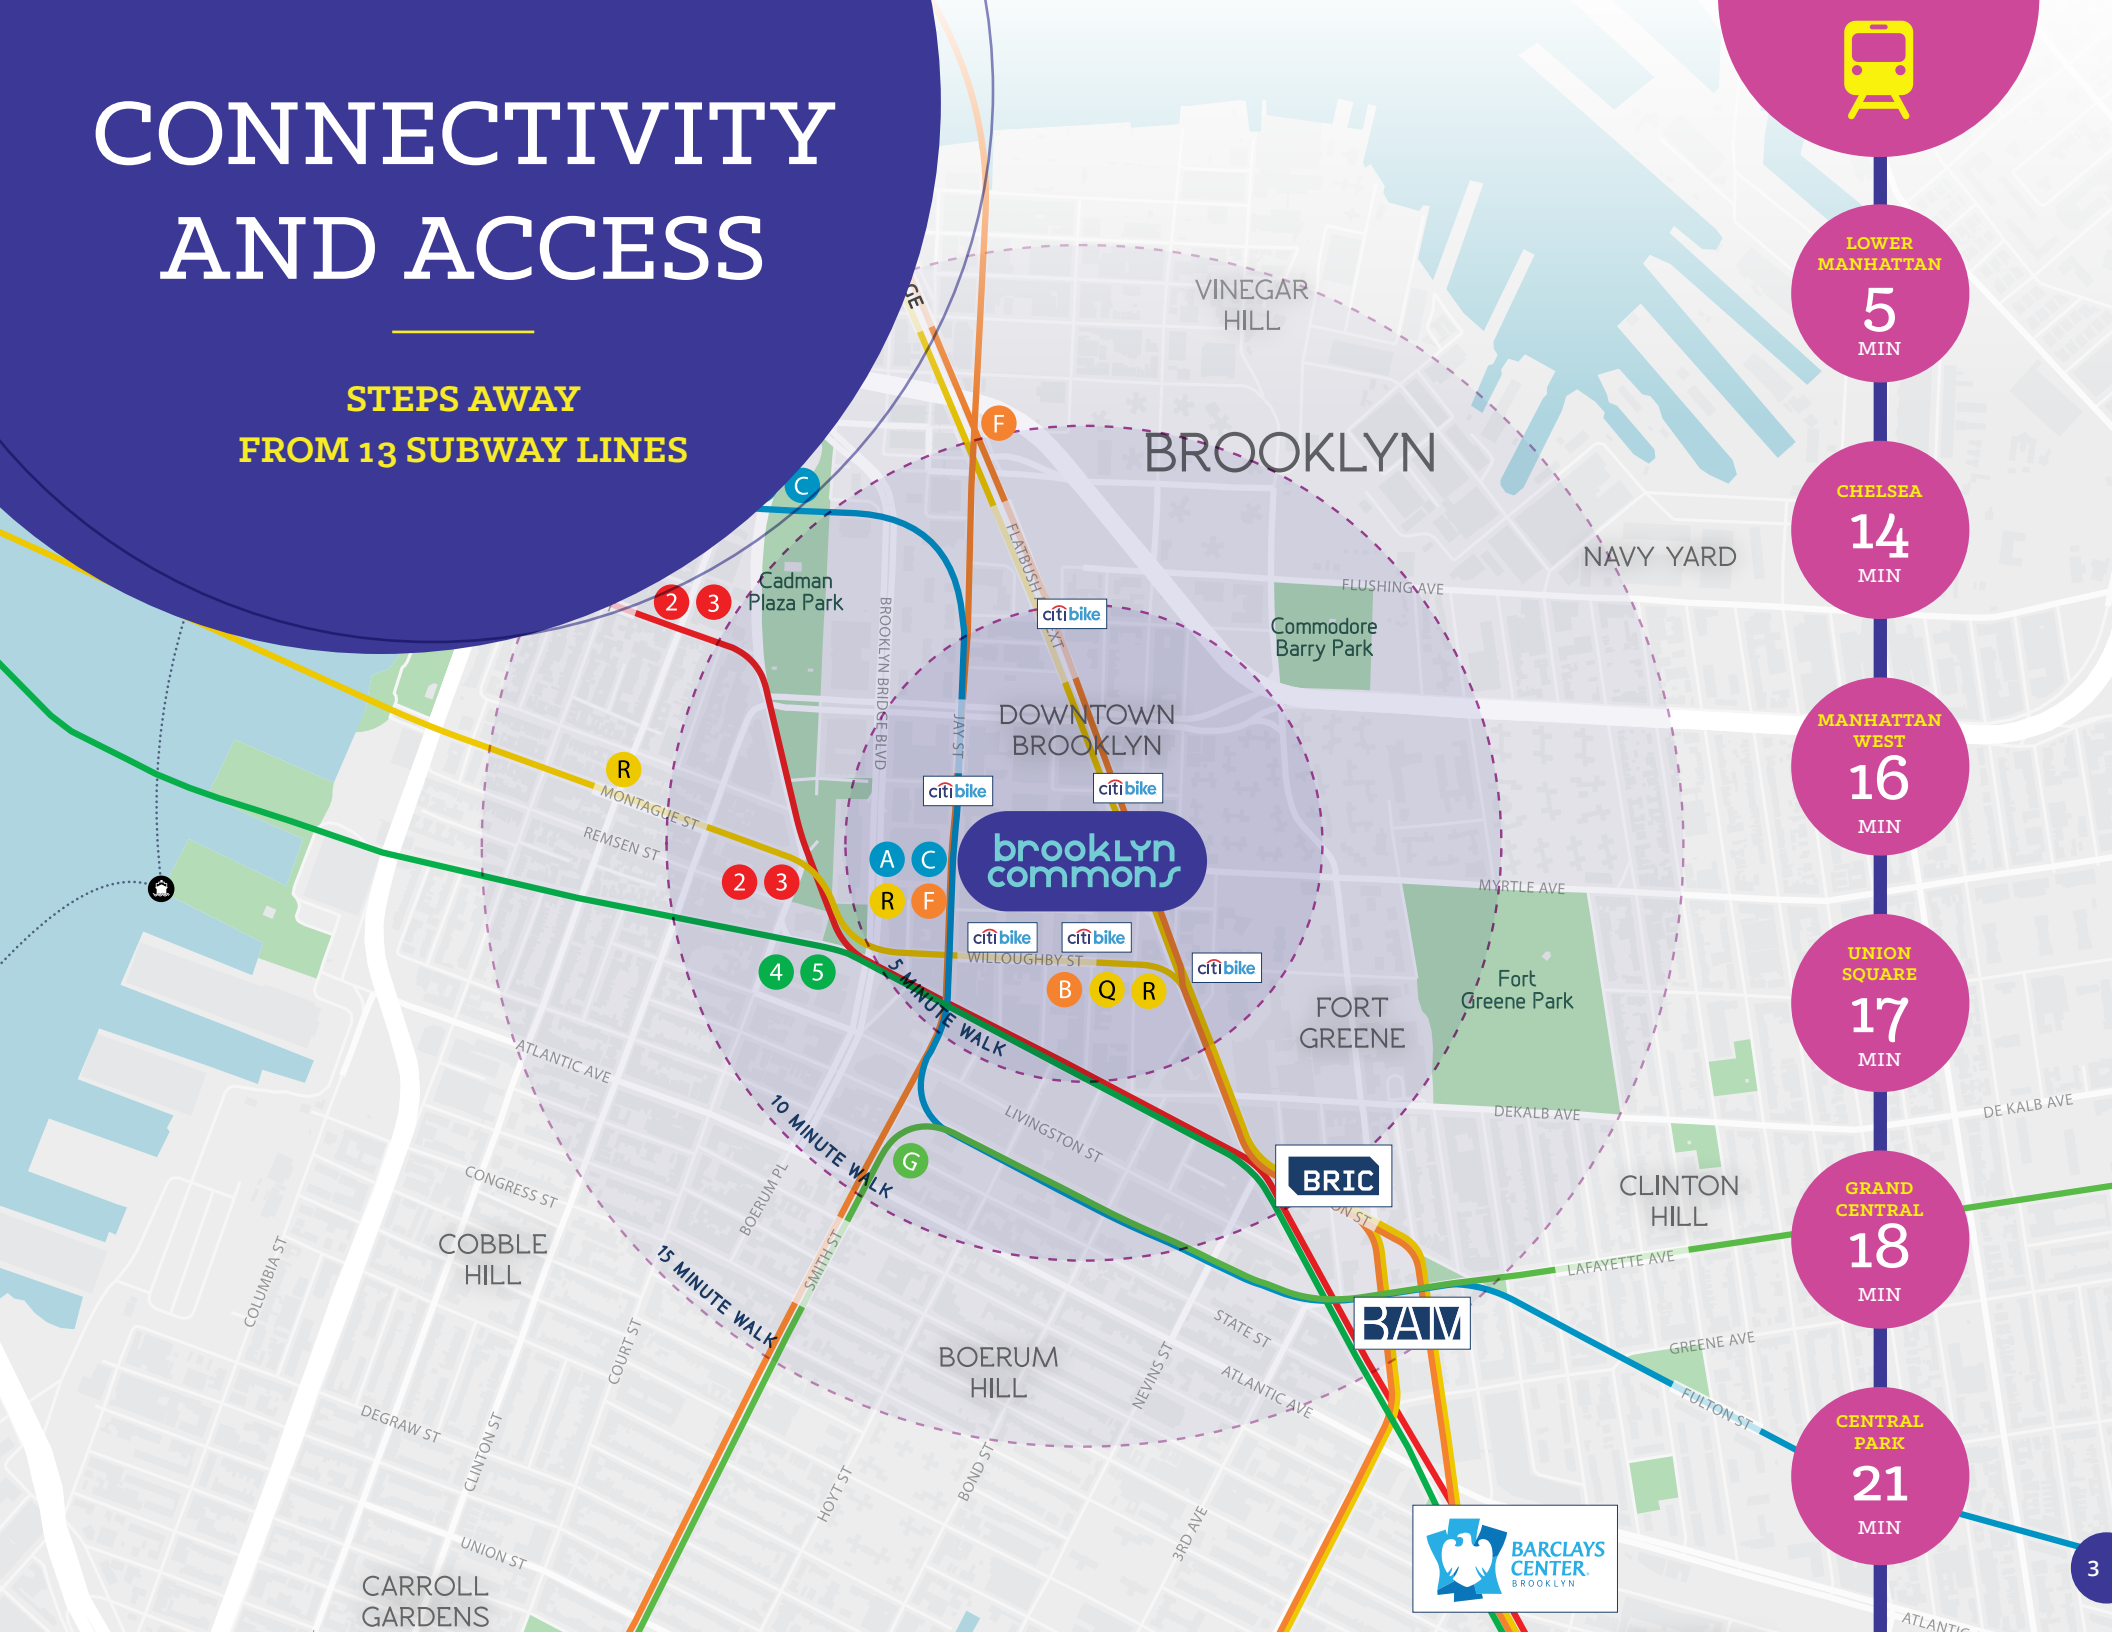 CONNECTIVITY
AND ACCESS
STEPS AWAY
FROM 13 SUBWAY LINES
LOWER
MANHATTAN
5
MIN
CHELSEA
14
MIN
MANHATTAN
WEST
16
MIN
UNION
SQUARE
17
MIN
GRAND
CENTRAL
18
MIN
CENTRAL
PARK
21
MIN
GE
VINEGAR
HILL
F
BROOKLYN
C
FLATBUSH
XT
NAVY YARD
FLUSHING AVE
Cadman
Plaza Park
2 3
citibike
Commodore
Barry Park
BROOKLYN BRIDGE BLVD
JAY ST
DOWNTOWN
BROOKLYN
R
MONTAGUE ST
REMSEN ST
citibike
citibike
brooklyn
commons
A C
R F
2 3
MYRTLE AVE
citibike
citibike
WILLOUGHBY ST
citibike
4 5
B Q R
5 MINUTE WALK
Fort
Greene Park
FORT
GREENE
ATLANTIC AVE
10 MINUTE WALK
LIVINGSTON ST
DEKALB AVE
DE KALB AVE
G
BRIC
ON ST
CLINTON
HILL
CONGRESS ST
BOERUM PL
COBBLE
HILL
COLUMBIA ST
15 MINUTE WALK
SMITH ST
LAFAYETTE AVE
BAM
STATE ST
GREENE AVE
COURT ST
BOERUM
HILL
NEVINS ST
ATLANTIC AVE
FULTON ST
DEGRAW ST
CLINTON ST
HOYT ST
BOND ST
3RD AVE
UNION ST
BARCLAYS
CENTER
BROOKLYN
CARROLL
GARDENS
ATLANTIC
3